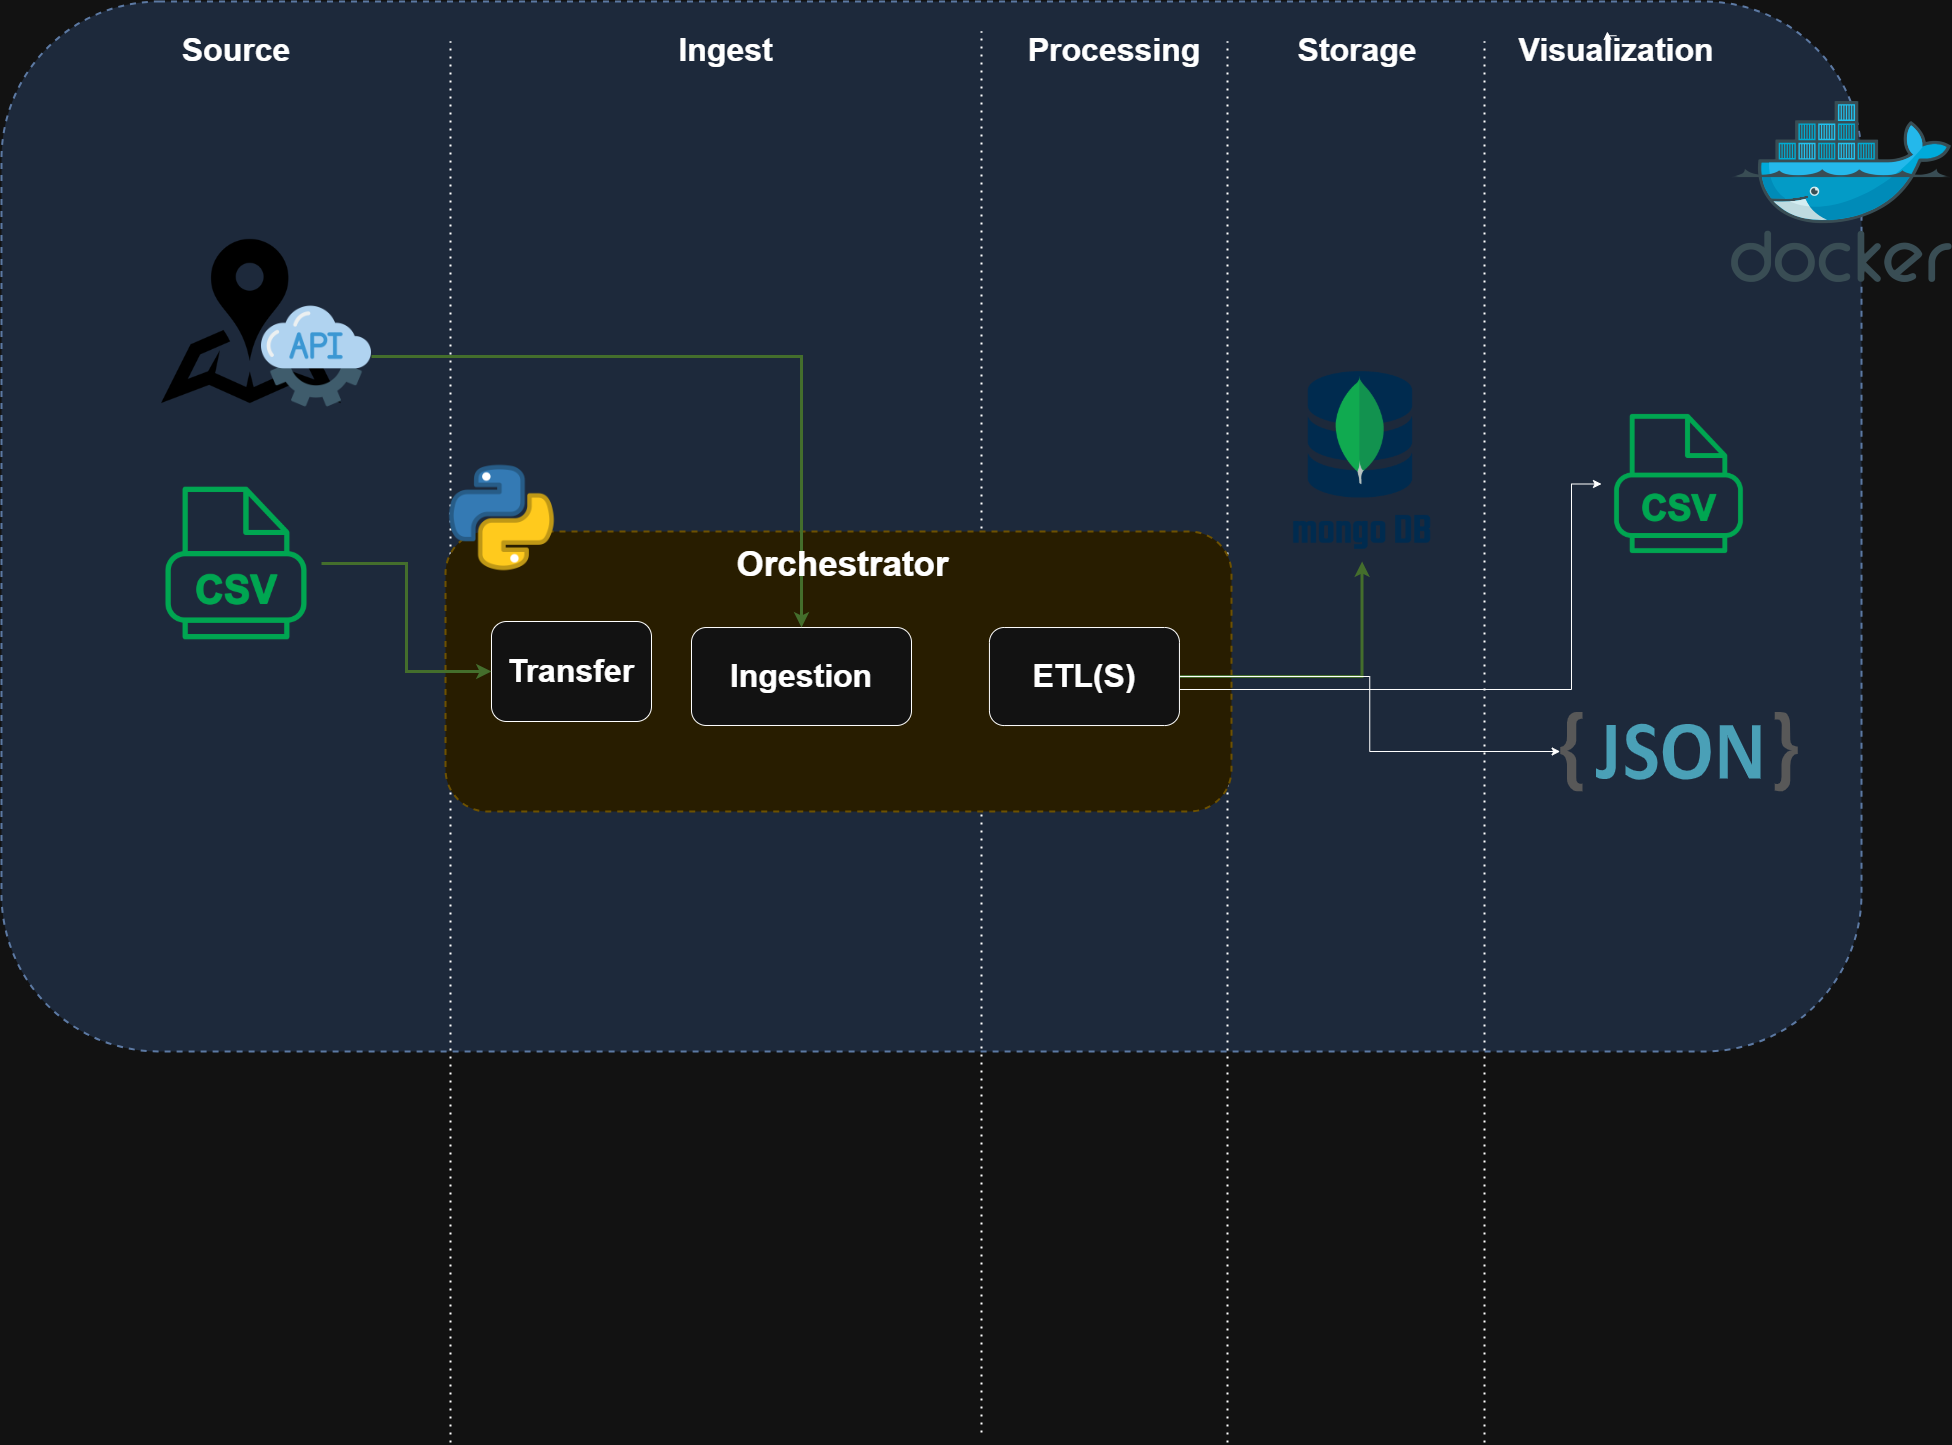 Source
Ingest
Processing
Storage
Visualization
docker
API
CSV
mongo DB
CSV
Orchestrator
Transfer
Ingestion
ETL(S)
{JSON}